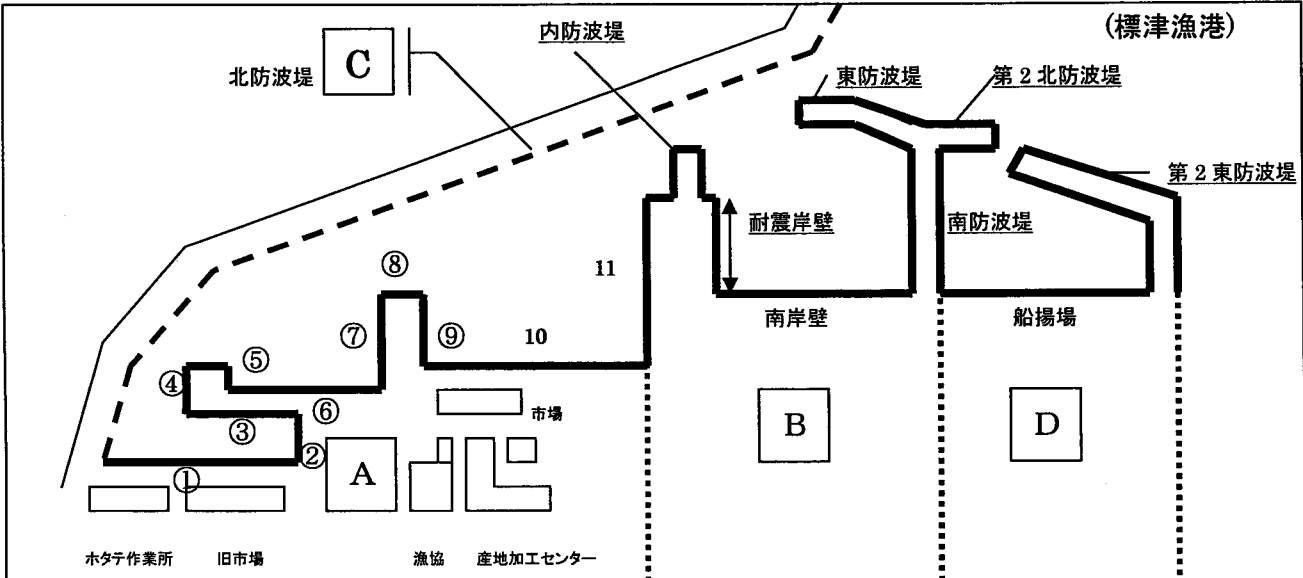 (標津漁港)
内防波堤
北防波堤
C
東防波堤
第2北防波堤
第2東防波堤
耐震岸壁
南防波堤
⑧
11
南岸壁
船揚場
⑦
⑨
10
⑤
④
⑥
市場
③
B
D
②
A
①
ホタテ作業所
旧市場
漁協
産地加工センター